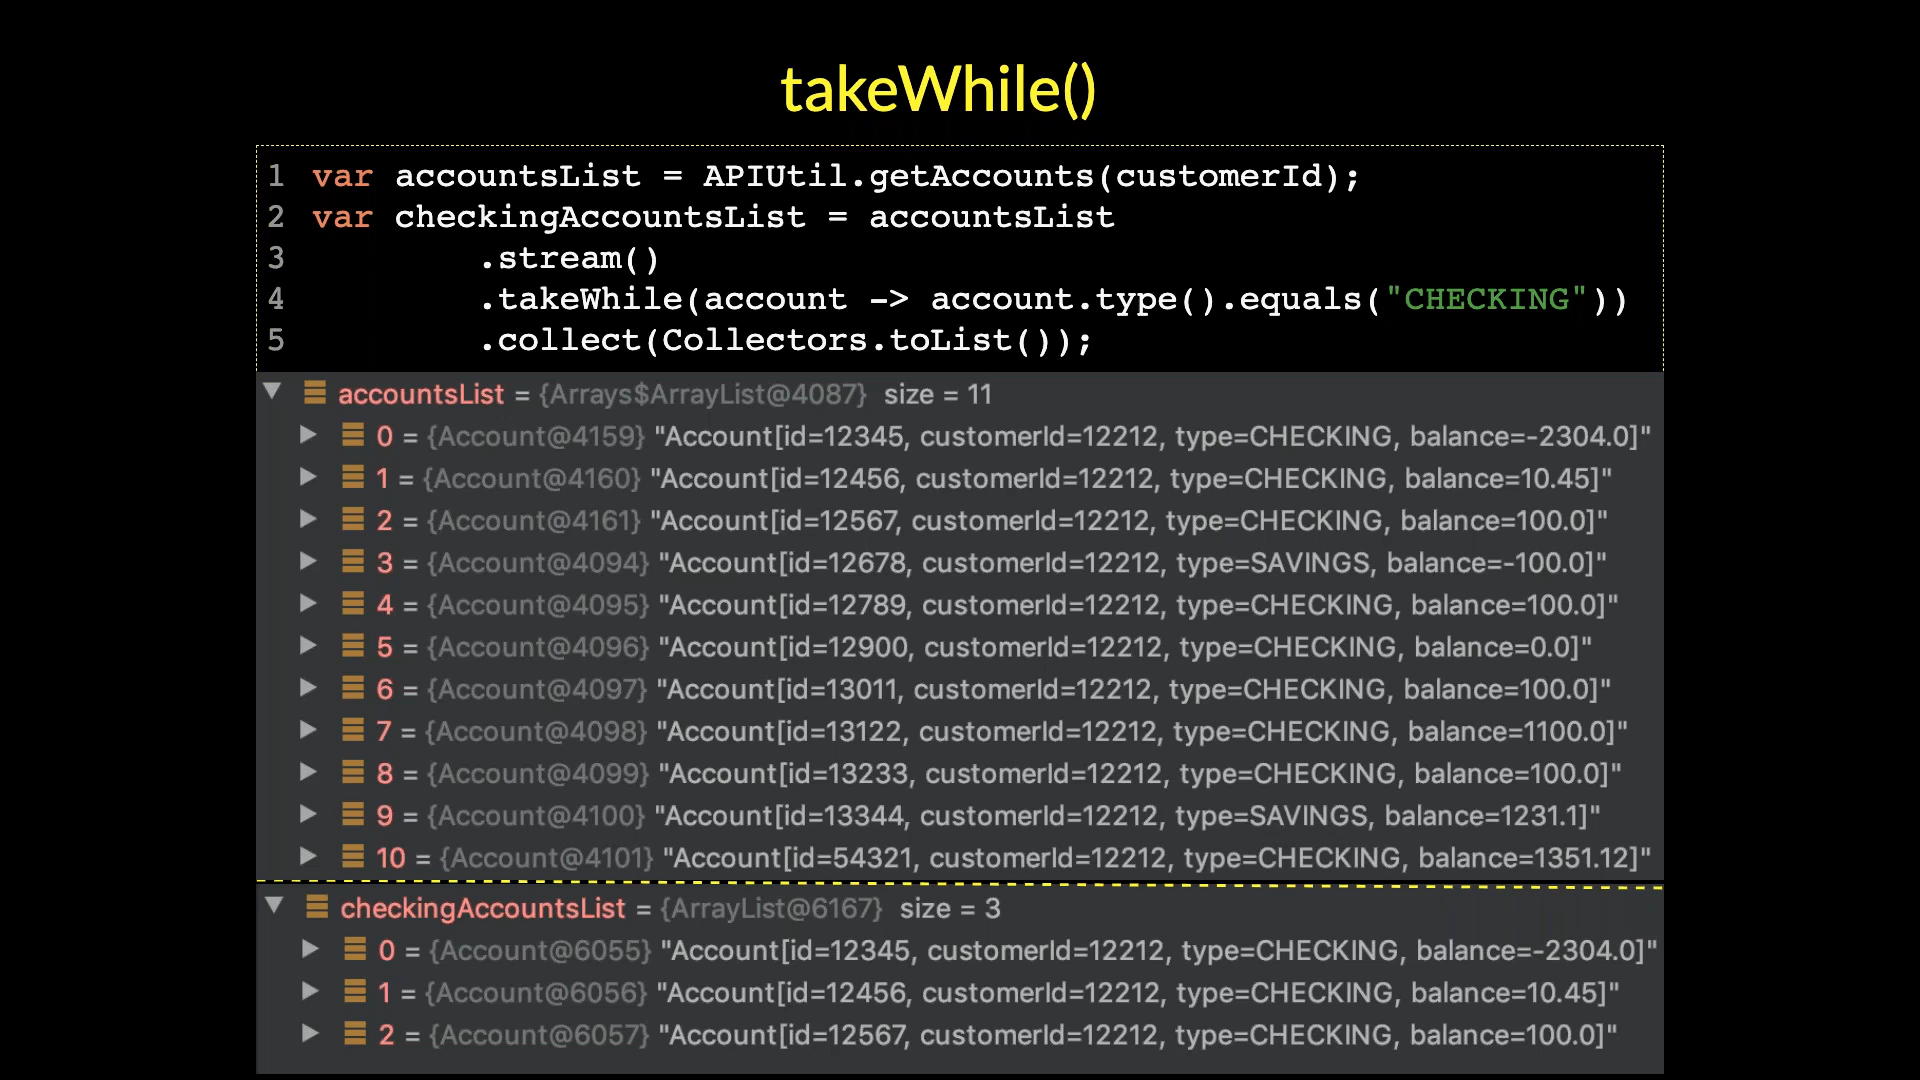 takeWhile()
1 var accountsList = APIUtil.getAccounts(customerId);
2 var checkingAccountsList = accountsList
3 .stream()
4 .takeWhile(account -> account.type().equals("CHECKING"))
5 .collect(Collectors.toList());
accountsList = {Arrays$ArrayList@4087} size = 11
0 = {Account@4159} "Account[id=12345, customerId=12212, type=CHECKING, balance=-2304.0]"
1 = {Account@4160} "Account[id=12456, customerId=12212, type=CHECKING, balance=10.45]"
2 = {Account@4161} "Account[id=12567, customerId=12212, type=CHECKING, balance=100.0]"
3 = {Account@4094} "Account[id=12678, customerId=12212, type=SAVINGS, balance=-100.0]"
4 = {Account@4095} "Account[id=12789, customerId=12212, type=CHECKING, balance=100.0]"
5 = {Account@4096} "Account[id=12900, customerId=12212, type=CHECKING, balance=0.0]"
6 = {Account@4097} "Account[id=13011, customerId=12212, type=CHECKING, balance=100.0]"
7 = {Account@4098} "Account[id=13122, customerId=12212, type=CHECKING, balance=1100.0]"
8 = {Account@4099} "Account[id=13233, customerId=12212, type=CHECKING, balance=100.0]"
9 = {Account@4100} "Account[id=13344, customerId=12212, type=SAVINGS, balance=1231.1]"
10 = {Account@4101} "Account[id=54321, customerId=12212, type=CHECKING, balance=1351.12]"
checkingAccountsList = {ArrayList@6167} size = 3
0 = {Account@6055} "Account[id=12345, customerId=12212, type=CHECKING, balance=-2304.0]"
1 = {Account@6056} "Account[id=12456, customerId=12212, type=CHECKING, balance=10.45]"
2 = {Account@6057} "Account[id=12567, customerId=12212, type=CHECKING, balance=100.0]"